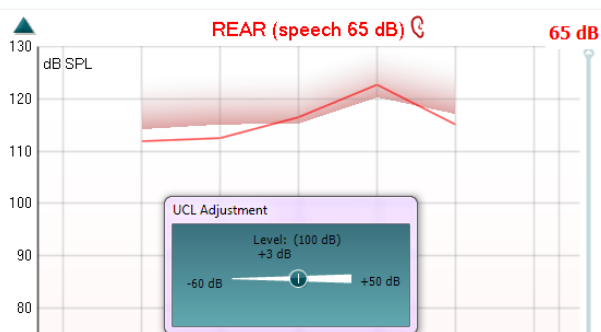 REAR (speech 65 dB)
65 dB
130
dB SPL
120
110
100
90
80
UCL Adjustment
Level: (100 dB)
+3 dB
-60 dB
+50 dB